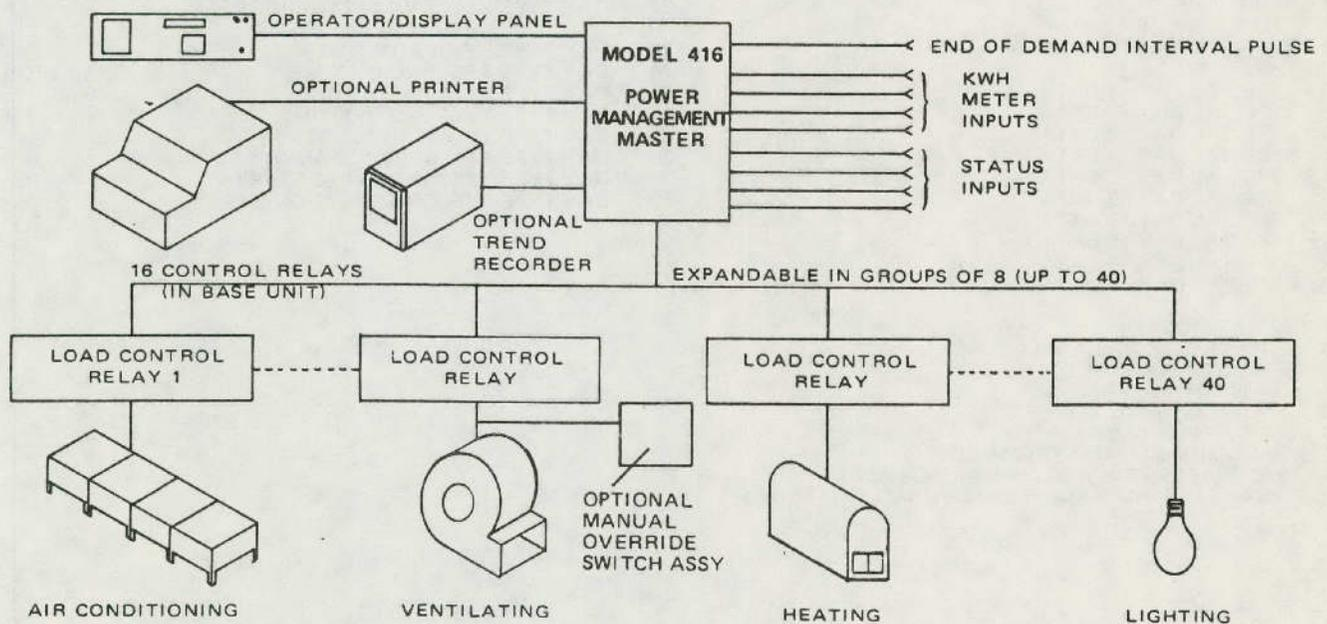 OPERATOR/DISPLAY PANEL
OPTIONAL PRINTER
OPTIONAL
TREND
RECORDER
MODEL 416
POWER
MANAGEMENT
MASTER
END OF DEMAND INTERVAL PULSE
KWH
METER
INPUTS
STATUS
INPUTS
16 CONTROL RELAYS
(IN BASE UNIT)
EXPANDABLE IN GROUPS OF 8 (UP TO 40)
LOAD CONTROL
RELAY 1
LOAD CONTROL
RELAY
LOAD CONTROL
RELAY
LOAD CONTROL
RELAY 40
OPTIONAL
MANUAL
OVERRIDE
SWITCH ASSY
AIR CONDITIONING
VENTILATING
HEATING
LIGHTING